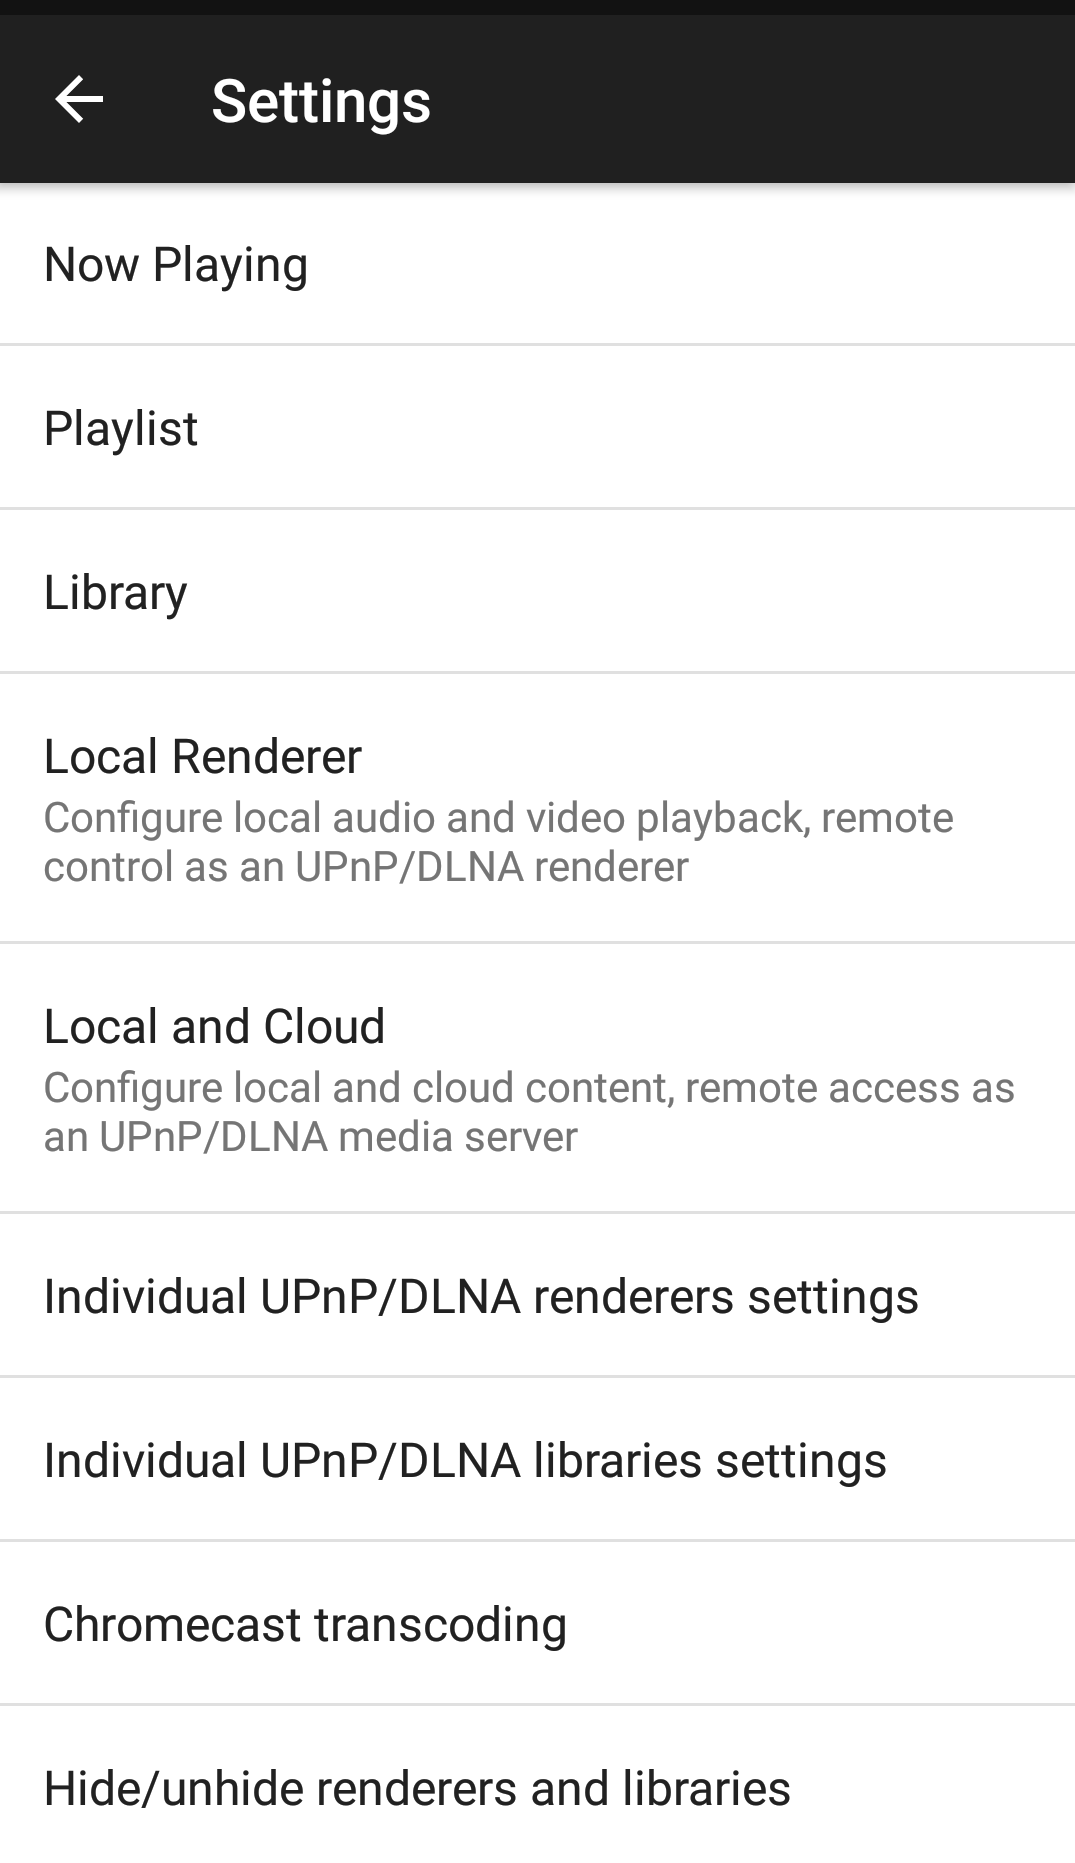 Settings
Now Playing
Playlist
Library
Local Renderer
Configure local audio and video playback, remote
control as an UPnP/DLNA renderer
Local and Cloud
Configure local and cloud content, remote access as
an UPnP/DLNA media server
Individual UPnP/DLNA renderers settings
Individual UPnP/DLNA libraries settings
Chromecast transcoding
Hide/unhide renderers and libraries